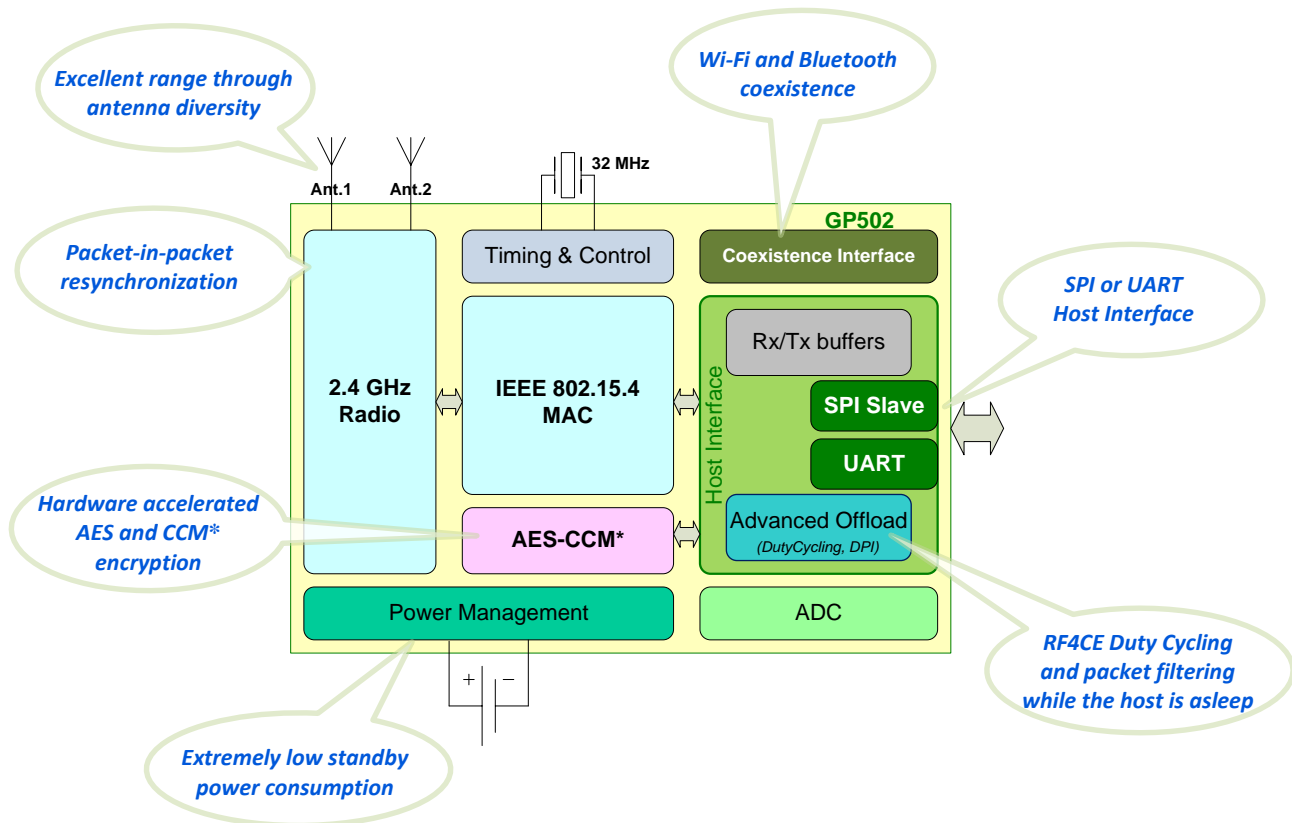 Excellent range through
antenna diversity
Wi-Fi and Bluetooth
coexistence
32 MHz
Ant.1
Ant.2
GP502
Packet-in-packet
resynchronization
Timing & Control
Coexistence Interface
SPI or UART
Host Interface
2.4 GHz
Radio
IEEE 802.15.4
MAC
Host Interface
Rx/Tx buffers
SPI Slave
UART
Hardware accelerated
AES and CCM*
encryption
AES-CCM*
Advanced Offload
(DutyCycling, DPI)
Power Management
ADC
RF4CE Duty Cycling
and packet filtering
while the host is asleep
+ −
Extremely low standby
power consumption